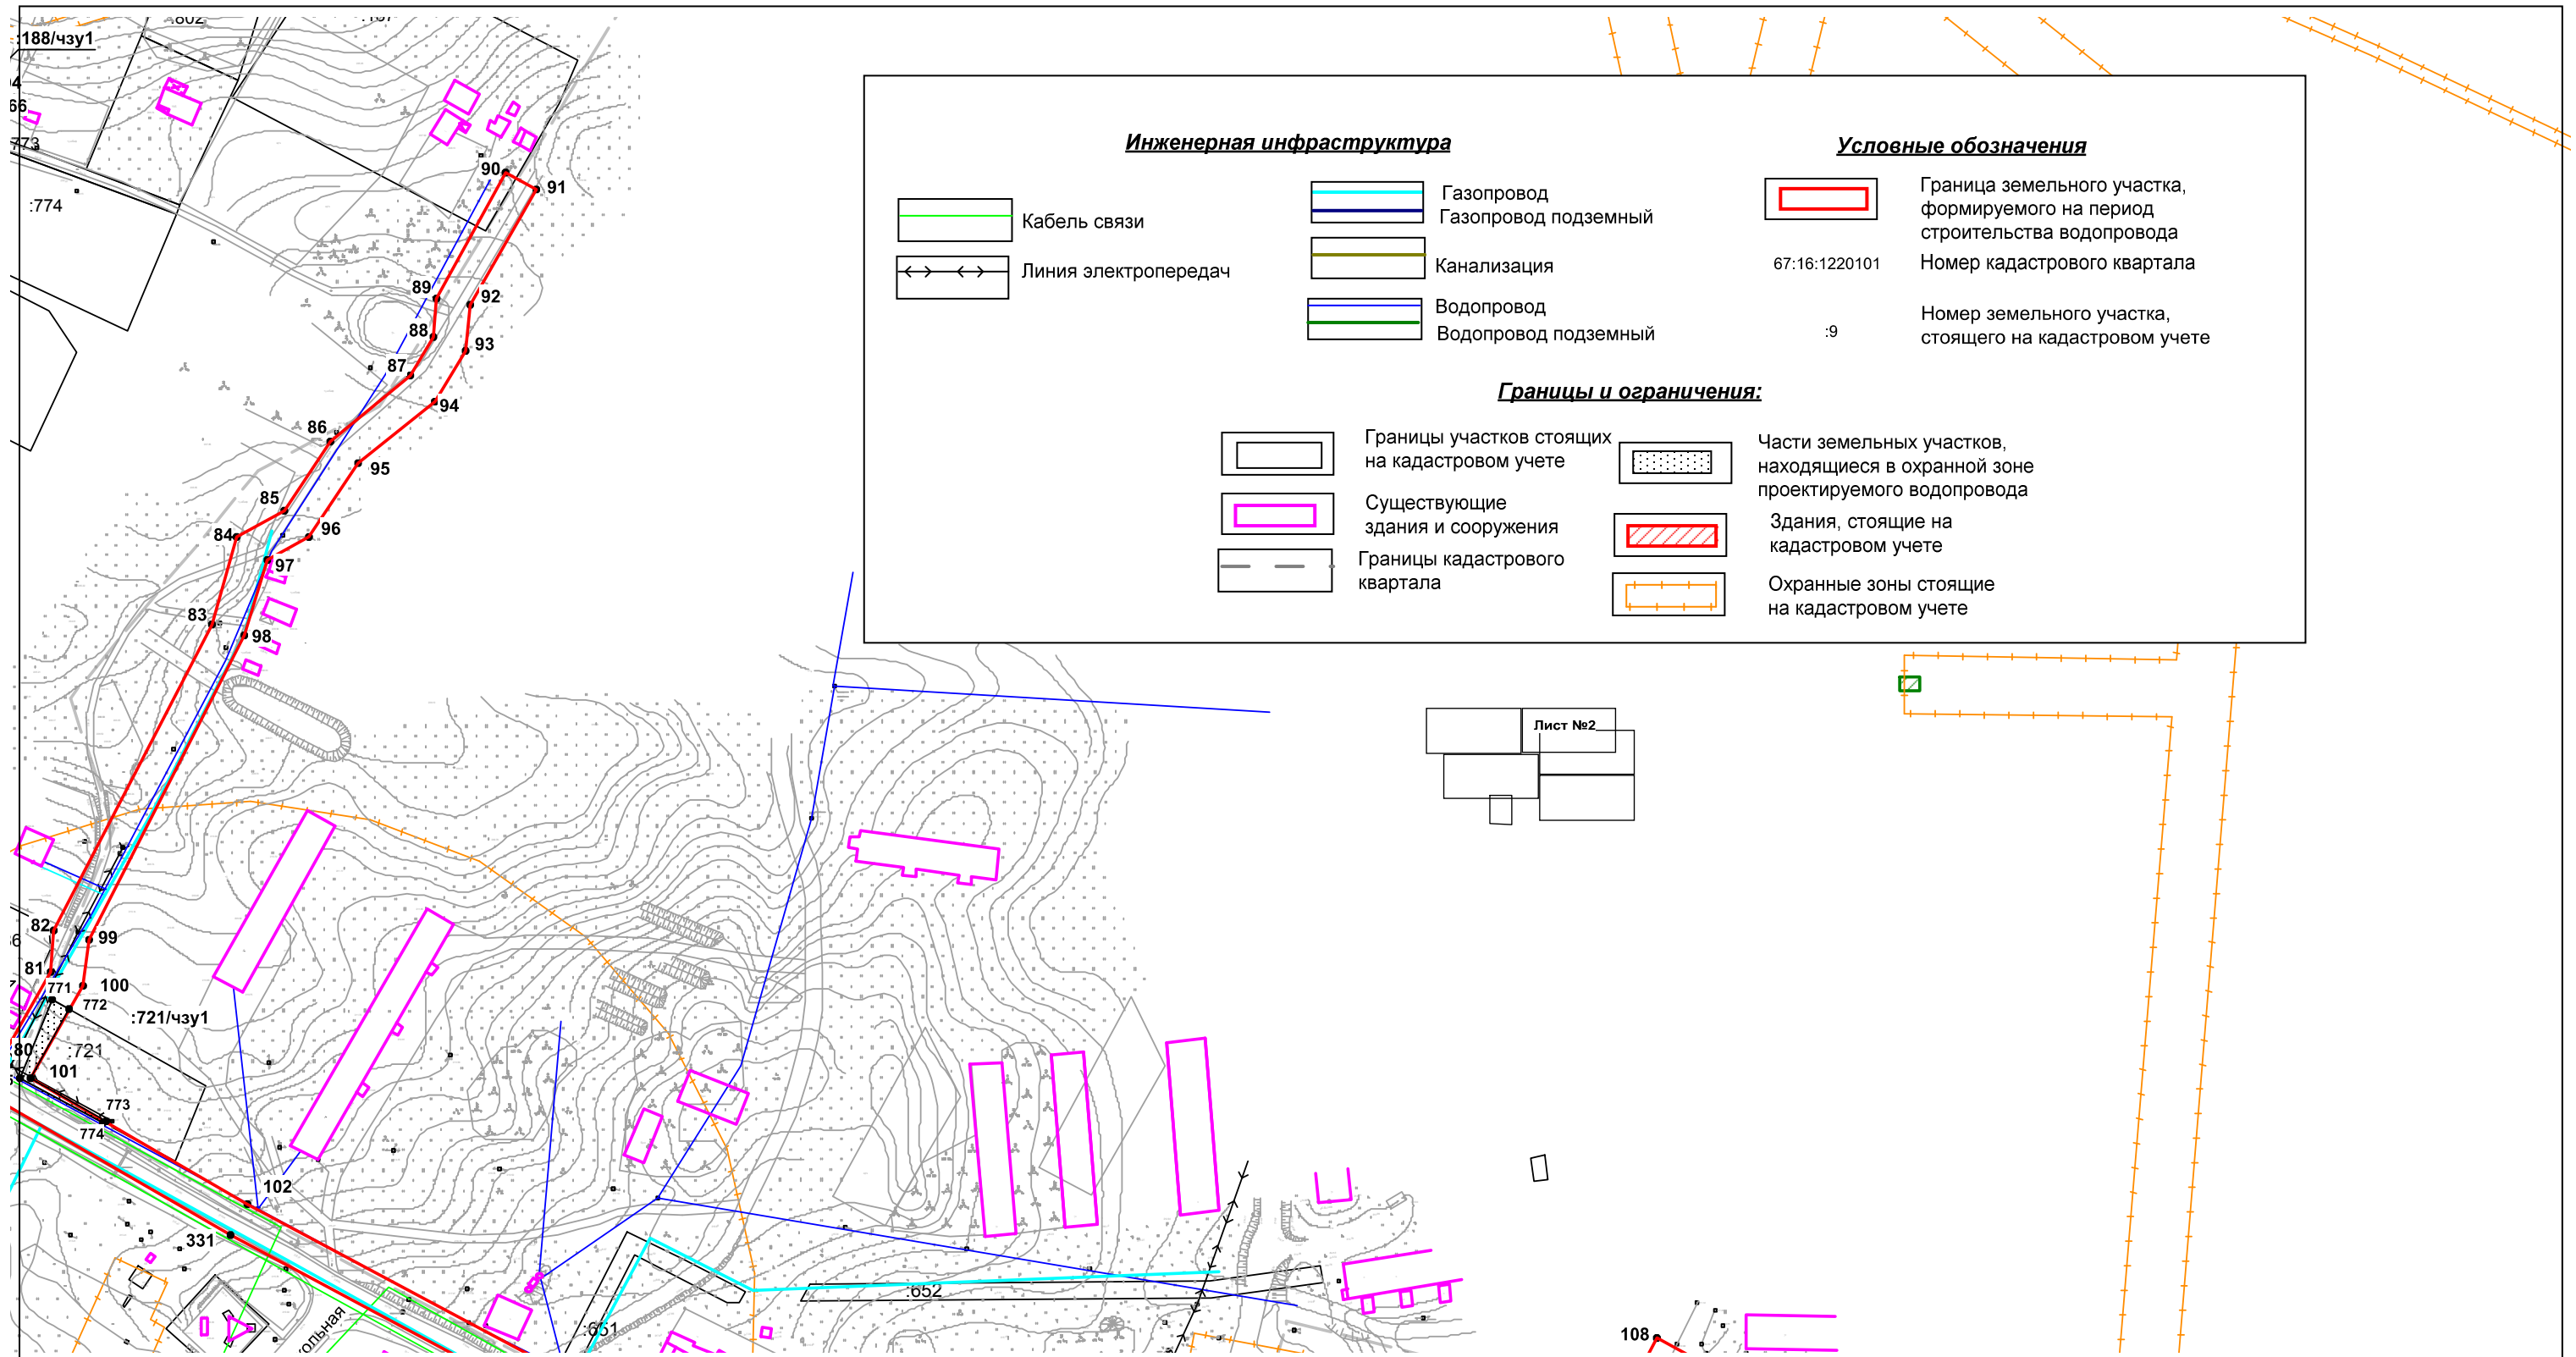 :188/чзу1
:774
90
91
89
92
88
93
87
94
86
95
85
96
84
97
83
98
82
99
81
100
771
772
:721/чзу1
80
:721
101
773
774
102
331
:652
:651
108
Инженерная инфраструктура
Кабель связи
Линия электропередач
Газопровод
Газопровод подземный
Канализация
Водопровод
Водопровод подземный
Условные обозначения
Граница земельного участка,
формируемого на период
строительства водопровода
67:16:1220101
Номер кадастрового квартала
:9
Номер земельного участка,
стоящего на кадастровом учете
Границы и ограничения:
Границы участков стоящих
на кадастровом учете
Существующие
здания и сооружения
Границы кадастрового
квартала
Части земельных участков,
находящиеся в охранной зоне
проектируемого водопровода
Здания, стоящие на
кадастровом учете
Охранные зоны стоящие
на кадастровом учете
Лист №2